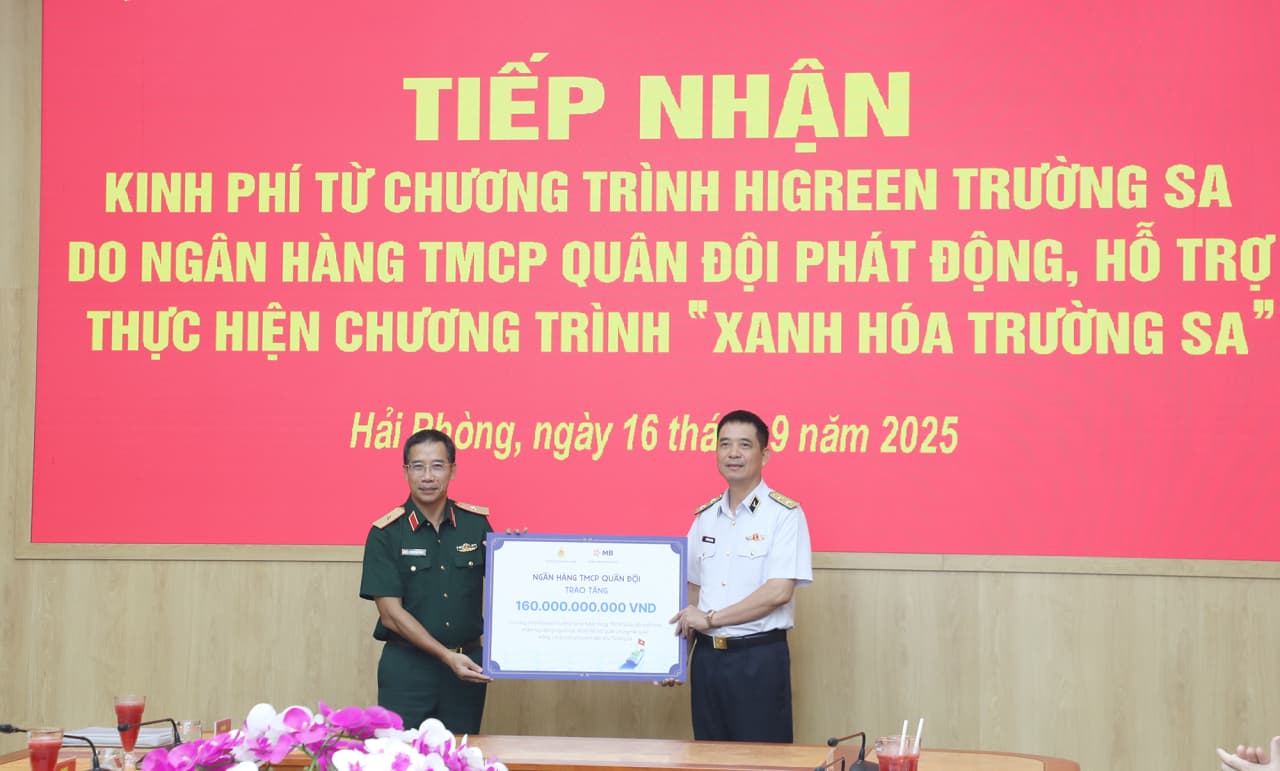 TIẾP NHẬN
KINH PHÍ TỪ CHƯƠNG TRÌNH HIGREEN TRƯỜNG SA
DO NGÂN HÀNG TMCP QUÂN ĐỘI PHÁT ĐỘNG, HỖ TRỢ
THỰC HIỆN CHƯƠNG TRÌNH "XANH HÓA TRƯỜNG SA"
Hải Phòng, ngày 16 thá 9 năm 2025
MB
NGÂN HÀNG TMCP QUÂN ĐỘI
TRAO TẶNG
160.000.000.000 VND